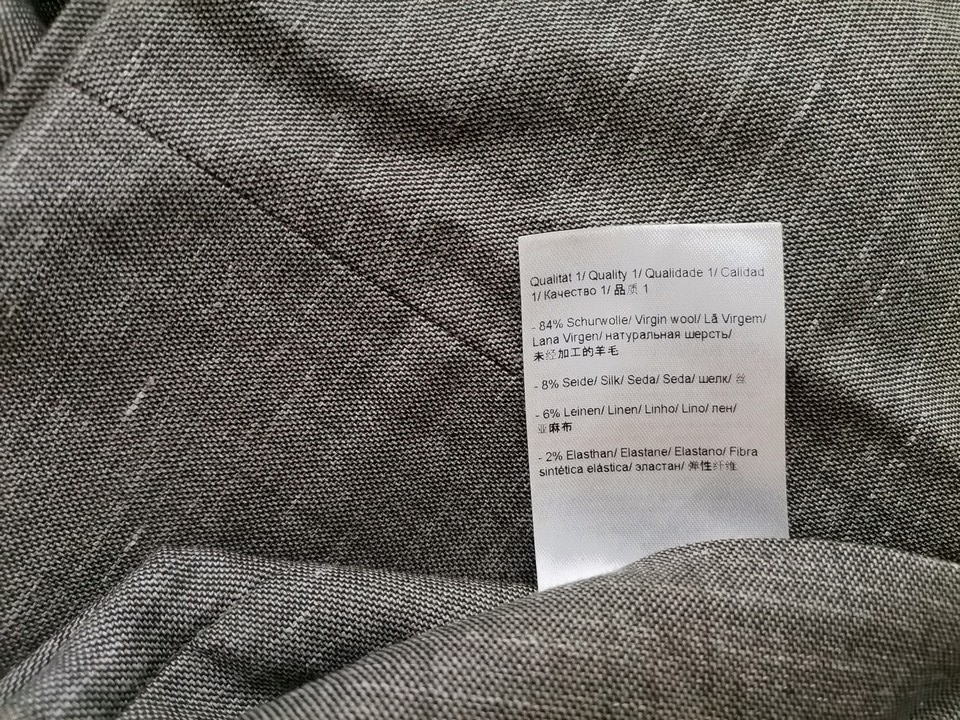 Qualität 1/ Quality 1/ Qualidade 1/ Calidad
1/ Качество 1/ 品质 1
- 84% Schurwolle/ Virgin wool/ Lã Virgem/
Lana Virgen/ натуральная шерсть/
未经加工的羊毛
- 8% Seide/ Silk/ Seda/ Seda/ шелк/ 丝
- 6% Leinen/ Linen/ Linho/ Lino/ лен/
亚麻布
- 2% Elasthan/ Elastane/ Elastano/ Fibra
sintética elástica/ эластан/ 弹性纤维